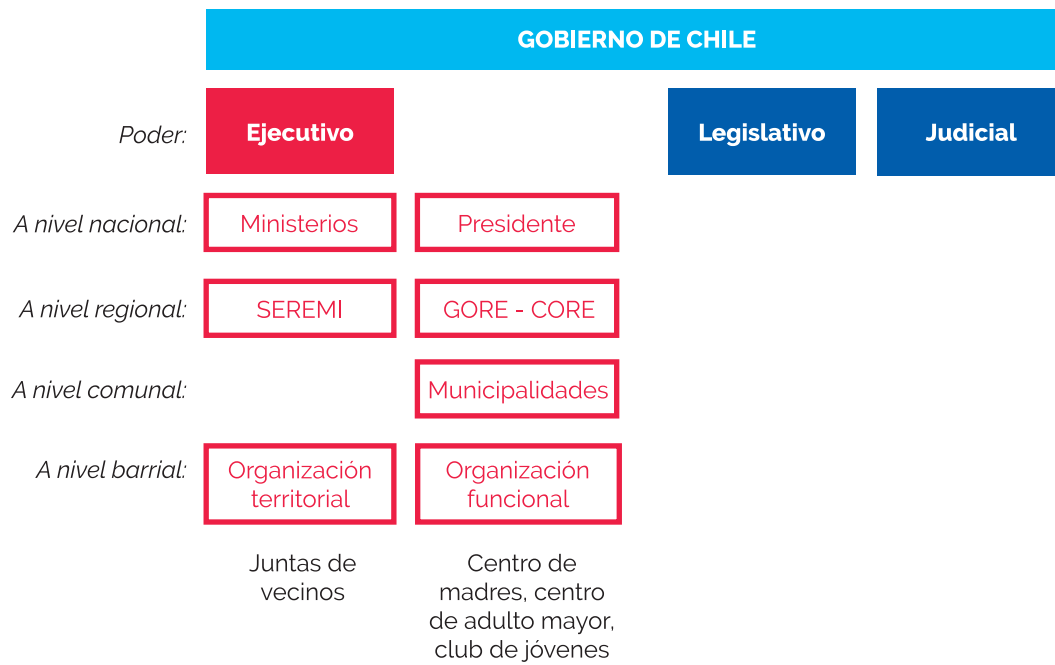 GOBIERNO DE CHILE
Poder:
Ejecutivo
Legislativo
Judicial
A nivel nacional:
Ministerios
Presidente
A nivel regional:
SEREMI
GORE - CORE
A nivel comunal:
Municipalidades
A nivel barrial:
Organización
territorial
Organización
funcional
Juntas de
vecinos
Centro de
madres, centro
de adulto mayor,
club de jóvenes